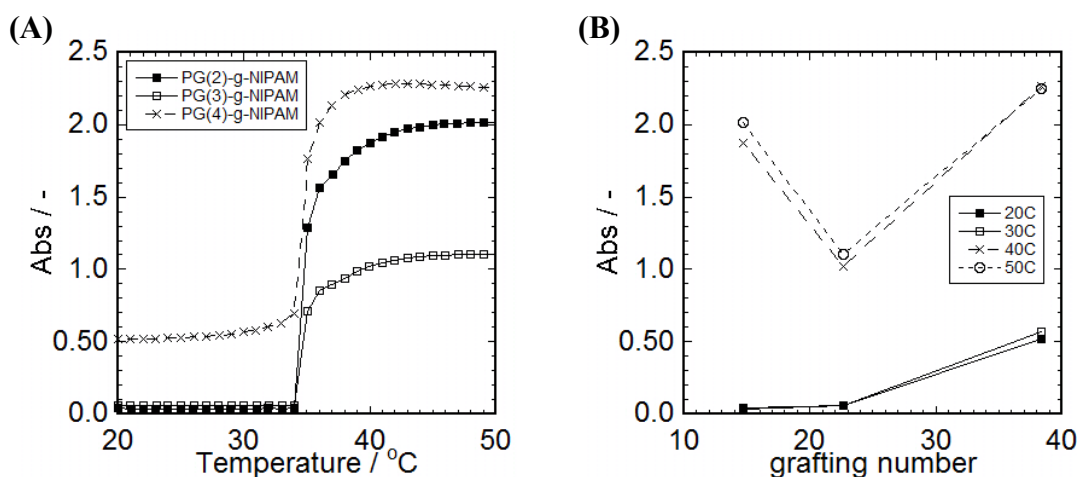 (A)
2.5
2.0
1.5
1.0
0.50
0.0
Abs / -
PG(2)-g-NIPAM
PG(3)-g-NIPAM
PG(4)-g-NIPAM
20
30
40
50
Temperature / °C
(B)
2.5
2.0
1.5
1.0
0.50
0.0
Abs / -
20C
30C
40C
50C
10
20
30
40
grafting number